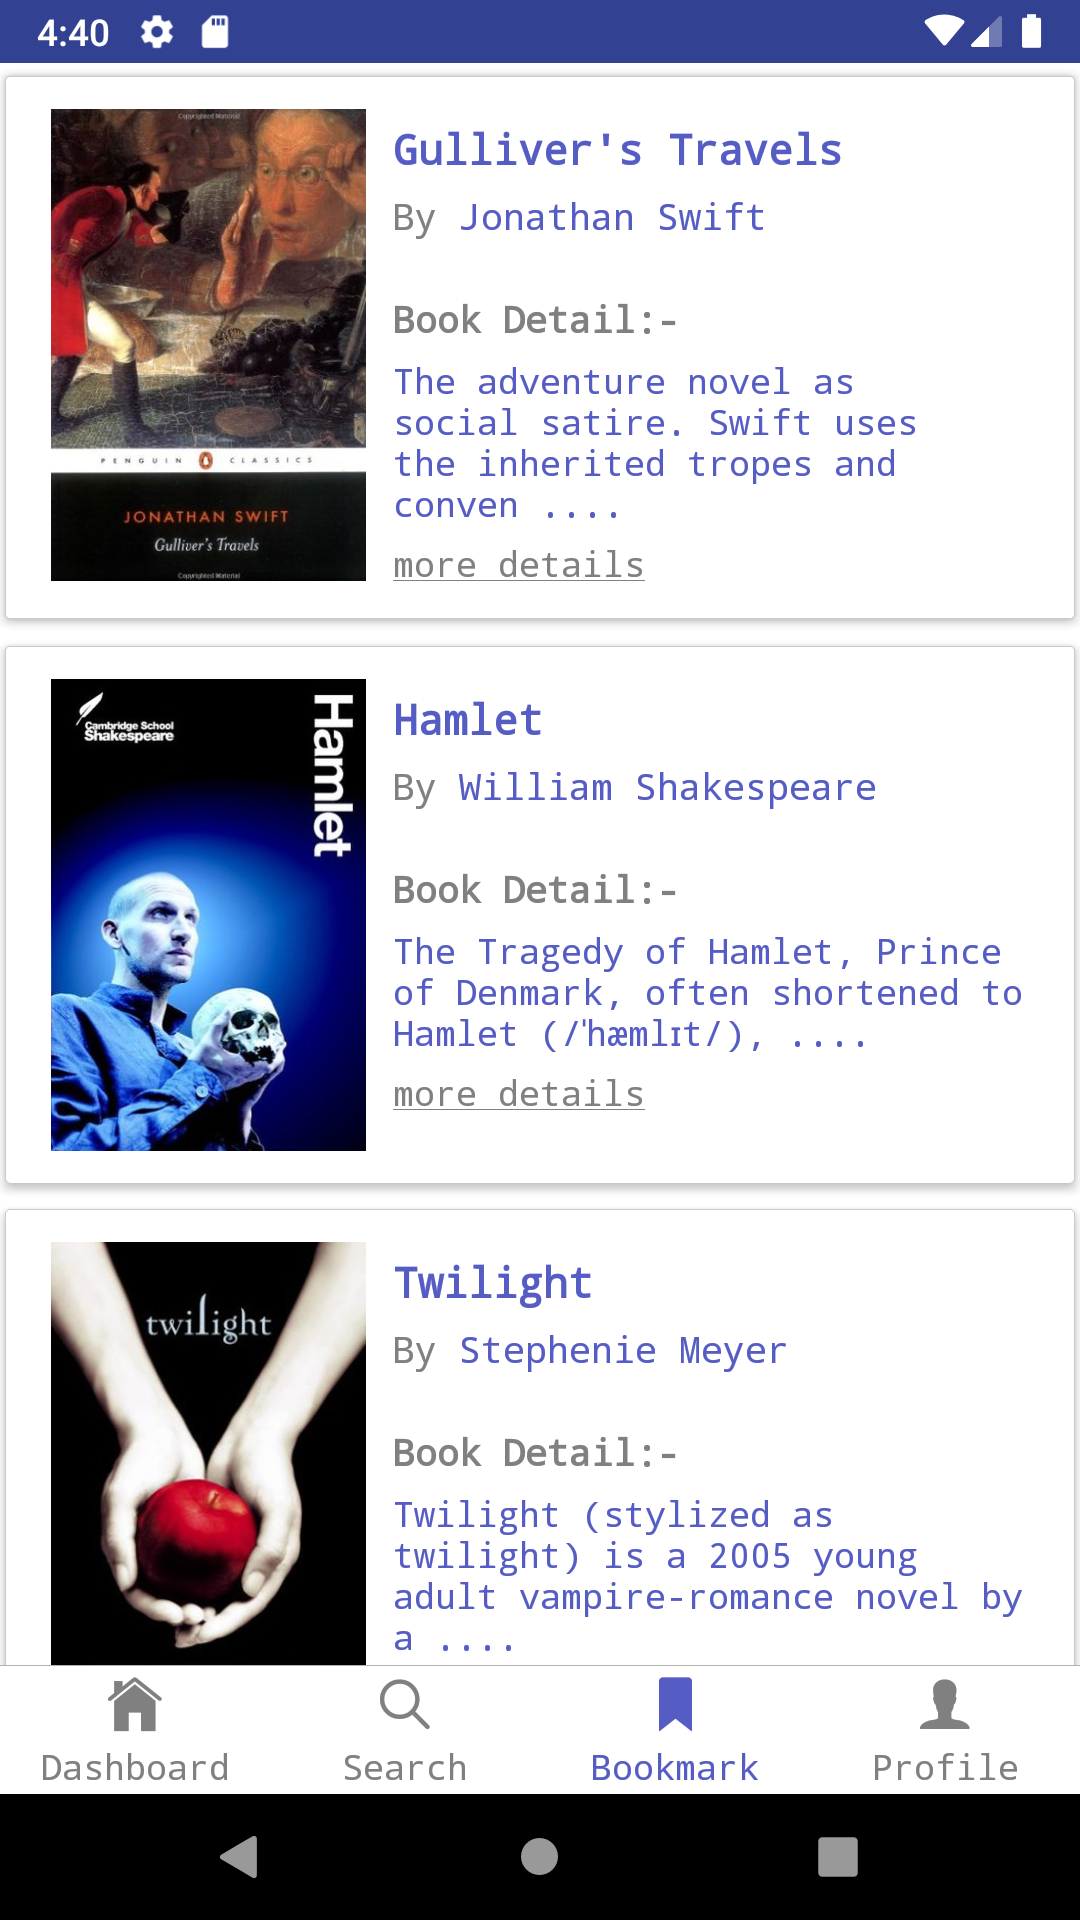 4:40
Copyrighted Material
PENGUIN CLASSICS
JONATHAN SWIFT
Gulliver's Travels
Copyrighted Material
Gulliver's Travels
By Jonathan Swift
Book Detail:-
The adventure novel as
social satire. Swift uses
the inherited tropes and
conven ....
more details
Cambridge School
Shakespeare
Hamlet
Hamlet
By William Shakespeare
Book Detail:-
The Tragedy of Hamlet, Prince
of Denmark, often shortened to
Hamlet (/ˈhæmlɪt/), ....
more details
twilight
Twilight
By Stephenie Meyer
Book Detail:-
Twilight (stylized as
twilight) is a 2005 young
adult vampire-romance novel by
a ....
Dashboard
Search
Bookmark
Profile